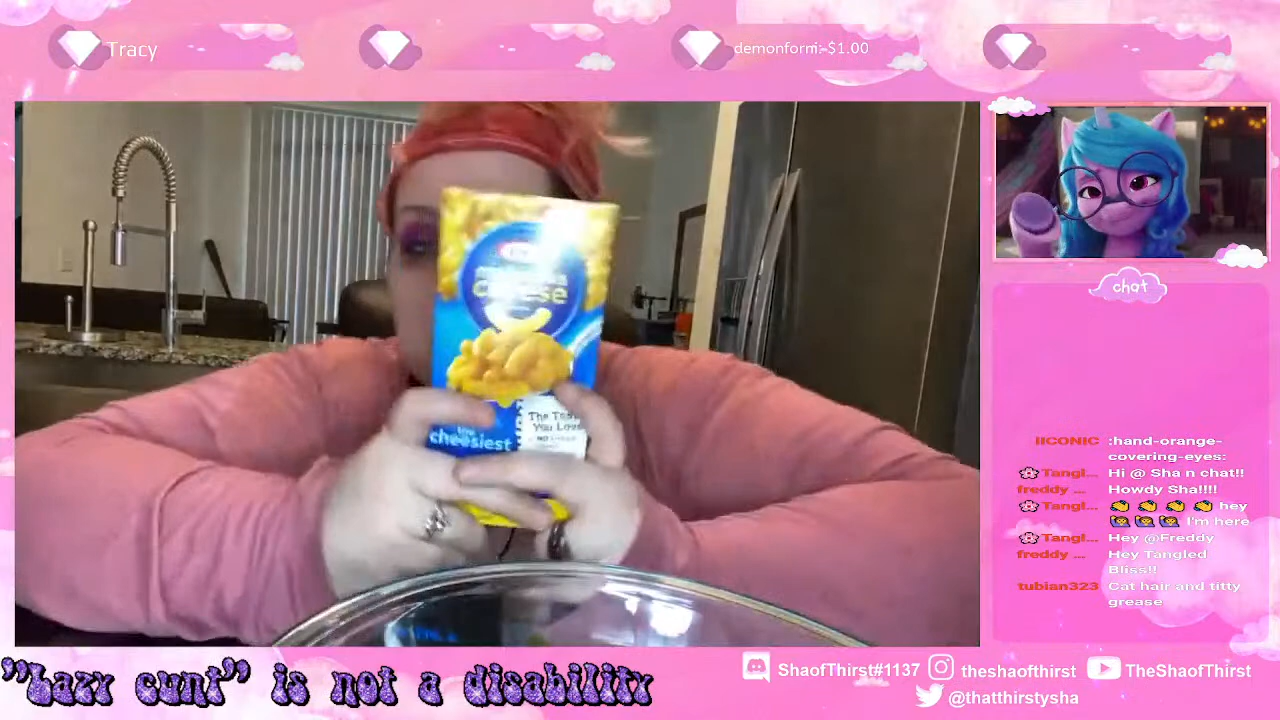 Tracy
demonform: $1.00
chat
cheese
the
cheesiest
The Taste
You Love
NO
IICONIC :hand-orange-
covering-eyes:
Tangl... Hi @ Sha n chat!!
freddy ... Howdy Sha!!!!
Tangl... hey
I'm here
Tangl... Hey @Freddy
freddy ... Hey Tangled
Bliss!!
tubian323 Cat hair and titty
grease
"Lazy cunt" is not a disability
ShaofThirst#1137 theshaofthirst TheShaofThirst
@thatthirstysha